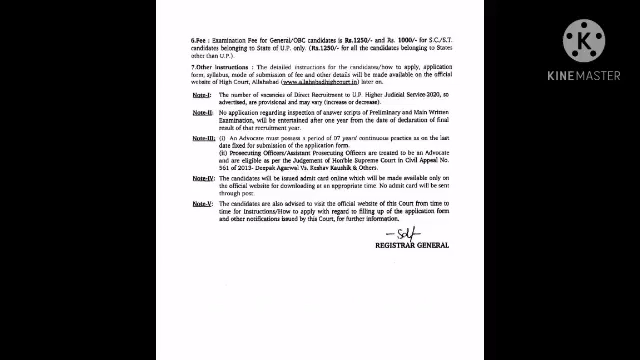 6.Fee : Examination Fee for General/OBC candidates is Rs.1250/- and Rs. 1000/- for S.C./S.T.
candidates belonging to State of U.P. only. (Rs.1250/- for all the candidates belonging to States
other than U.P.).
7.Other Instructions : The detailed instructions for the candidates/how to apply, application
form, syllabus, mode of submission of fee and other details will be made available on the official
website of High Court, Allahabad (www.allahabadhighcourt.in) later on.
Note-I: The number of vacancies of Direct Recruitment to U.P. Higher Judicial Service-2020, so
advertised, are provisional and may vary (increase or decrease).
Note-II: No application regarding inspection of answer scripts of Preliminary and Main Written
Examination, will be entertained after one year from the date of declaration of final
result of that recruitment year.
Note-III: (i) An Advocate must possess a period of 07 years' continuous practice as on the last
date fixed for submission of the application form.
(ii) Prosecuting Officers/Assistant Prosecuting Officers are treated to be an Advocate
and are eligible as per the Judgement of Hon'ble Supreme Court in Civil Appeal No.
561 of 2013- Deepak Agarwal Vs. Keshav Kaushik & Others.
Note-IV: The candidates will be issued admit card online which will be made available only on
the official website for downloading at an appropriate time. No admit card will be sent
through post.
Note-V: The candidates are also advised to visit the official website of this Court from time to
time for Instructions/How to apply with regard to filling up of the application form
and other notifications issued by this Court, for further information.
-Sd/-
REGISTRAR GENERAL
KINEMASTER